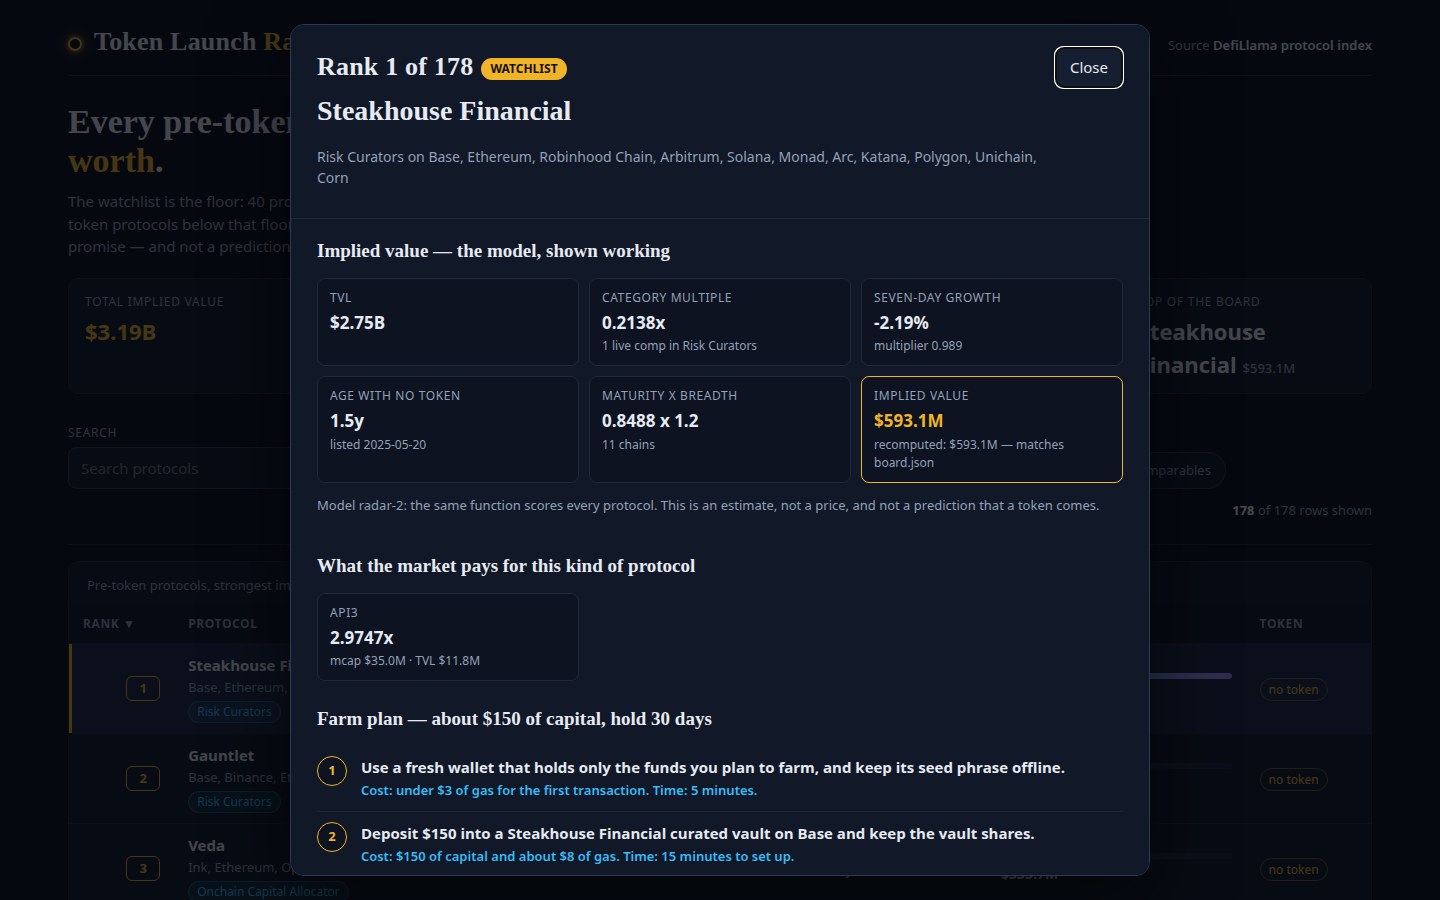 Token Launch Ra
Source DefiLlama protocol index
Every pre-token
worth.
The watchlist is the floor: 40 pro
token protocols below that floor
promise — and not a prediction
TOTAL IMPLIED VALUE
$3.19B
OP OF THE BOARD
teakhouse
inancial $593.1M
SEARCH
Search protocols
mparables
178 of 178 rows shown
Pre-token protocols, strongest im
RANK ▼ PROTOCOL TOKEN
1 Steakhouse Fi
Base, Ethereum,
Risk Curators
no token
2 Gauntlet
Base, Binance, Et
Risk Curators
no token
3 Veda
Ink, Ethereum, O
Onchain Capital Allocator
no token
Rank 1 of 178 WATCHLIST
Close
Steakhouse Financial
Risk Curators on Base, Ethereum, Robinhood Chain, Arbitrum, Solana, Monad, Arc, Katana, Polygon, Unichain,
Corn
Implied value — the model, shown working
TVL
$2.75B
CATEGORY MULTIPLE
0.2138x
1 live comp in Risk Curators
SEVEN-DAY GROWTH
-2.19%
multiplier 0.989
AGE WITH NO TOKEN
1.5y
listed 2025-05-20
MATURITY X BREADTH
0.8488 x 1.2
11 chains
IMPLIED VALUE
$593.1M
recomputed: $593.1M — matches
board.json
Model radar-2: the same function scores every protocol. This is an estimate, not a price, and not a prediction that a token comes.
What the market pays for this kind of protocol
API3
2.9747x
mcap $35.0M · TVL $11.8M
Farm plan — about $150 of capital, hold 30 days
1 Use a fresh wallet that holds only the funds you plan to farm, and keep its seed phrase offline.
Cost: under $3 of gas for the first transaction. Time: 5 minutes.
2 Deposit $150 into a Steakhouse Financial curated vault on Base and keep the vault shares.
Cost: $150 of capital and about $8 of gas. Time: 15 minutes to set up.